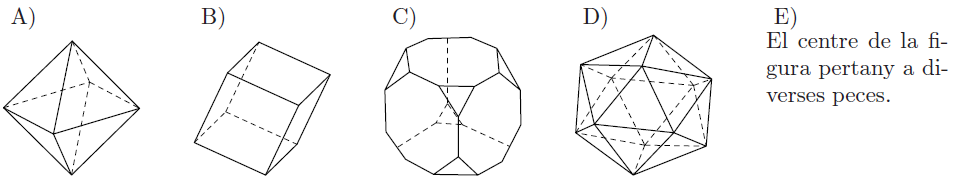 A) B) C) D) E)
El centre de la fi-
gura pertany a di-
verses peces.